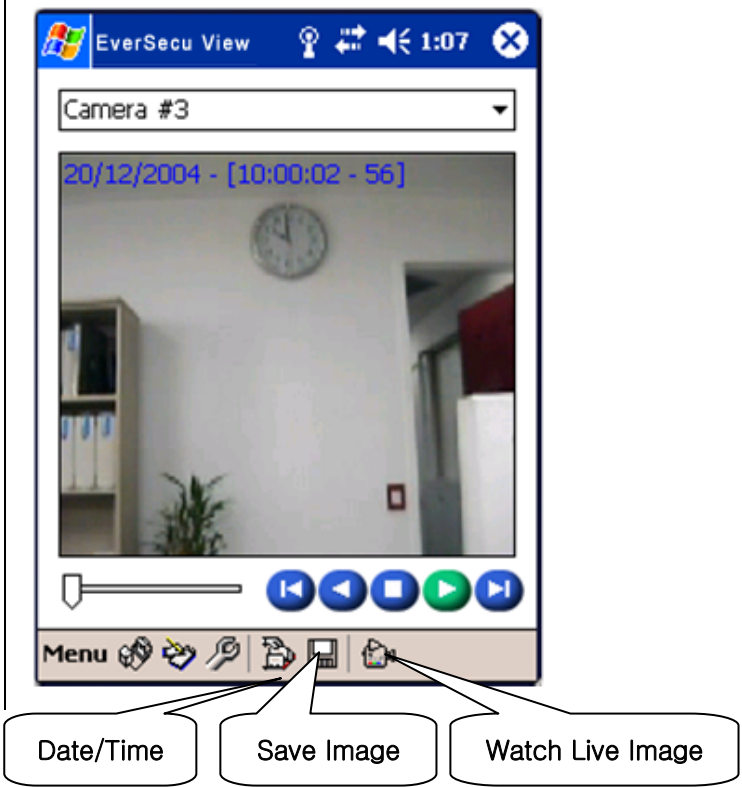 EverSecu View 1:07
Camera #3
20/12/2004 - [10:00:02 - 56]
Menu
Date/Time
Save Image
Watch Live Image